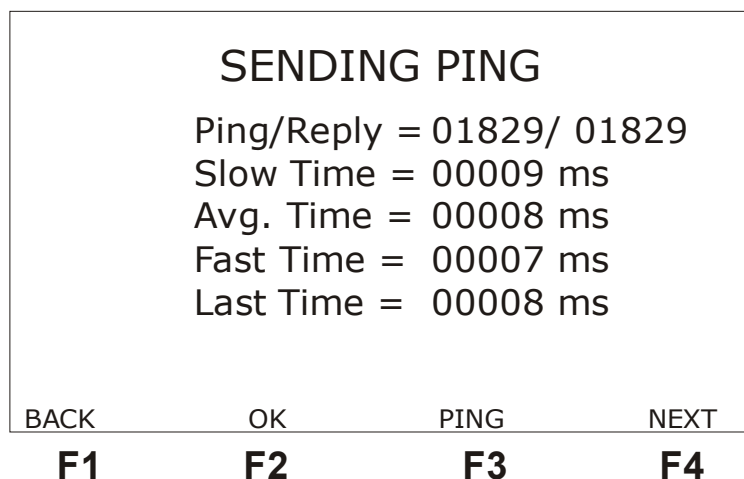 SENDING PING
Ping/Reply = 01829/ 01829
Slow Time = 00009 ms
Avg. Time = 00008 ms
Fast Time = 00007 ms
Last Time = 00008 ms
BACK OK PING NEXT
F1 F2 F3 F4